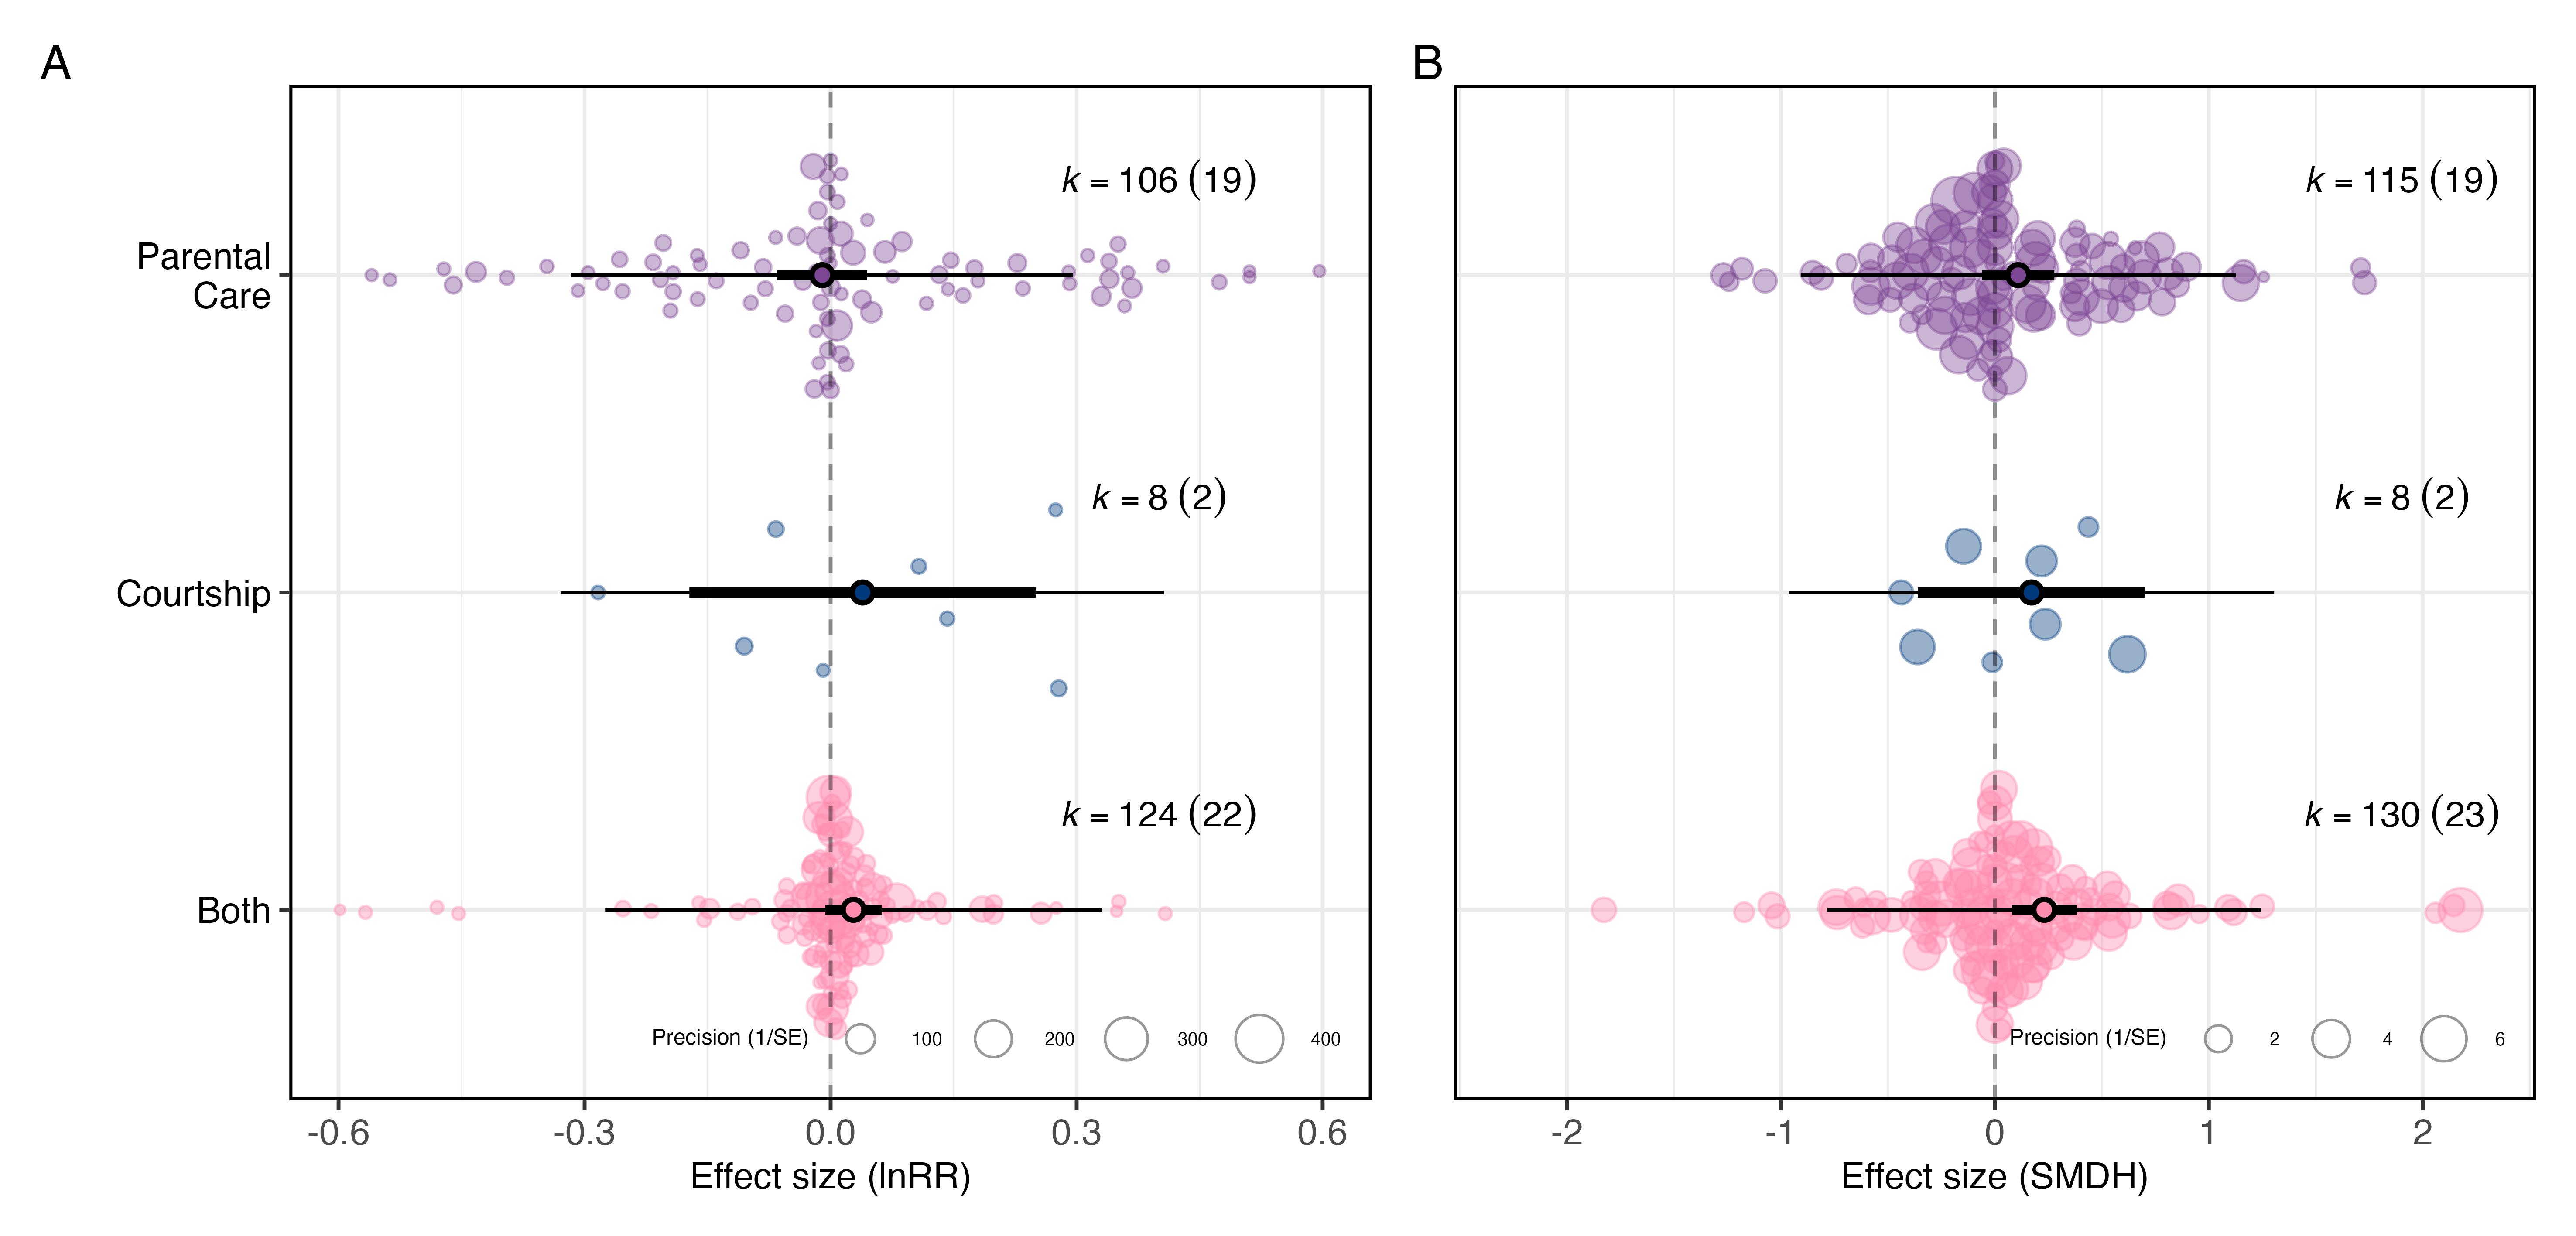 A
Parental
Care
Courtship
Both
k = 106 (19)
k = 8 (2)
k = 124 (22)
Precision (1/SE) 100 200 300 400
-0.6 -0.3 0.0 0.3 0.6
Effect size (lnRR)
B
k = 115 (19)
k = 8 (2)
k = 130 (23)
Precision (1/SE) 2 4 6
-2 -1 0 1 2
Effect size (SMDH)